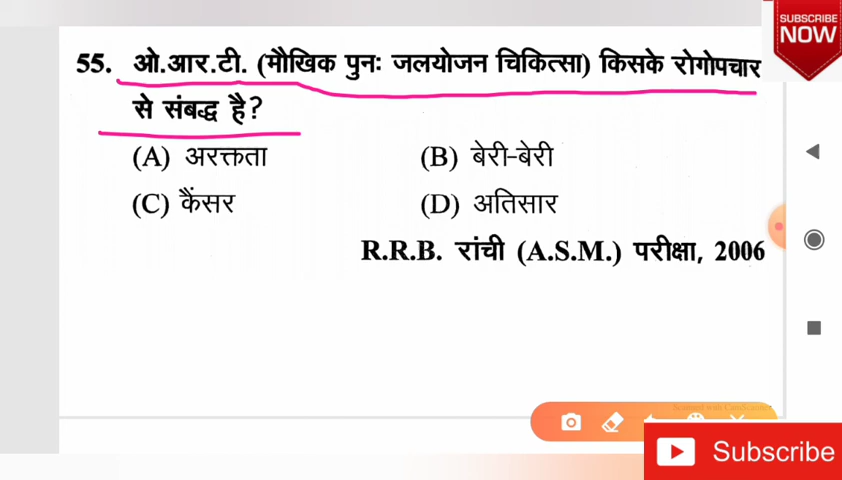 SUBSCRIBE
NOW
55. ओ.आर.टी. (मौखिक पुनः जलयोजन चिकित्सा) किसके रोगोपचार
से संबद्ध है?
(A) अरक्तता (B) बेरी-बेरी
(C) कैंसर (D) अतिसार
R.R.B. रांची (A.S.M.) परीक्षा, 2006
Subscribe